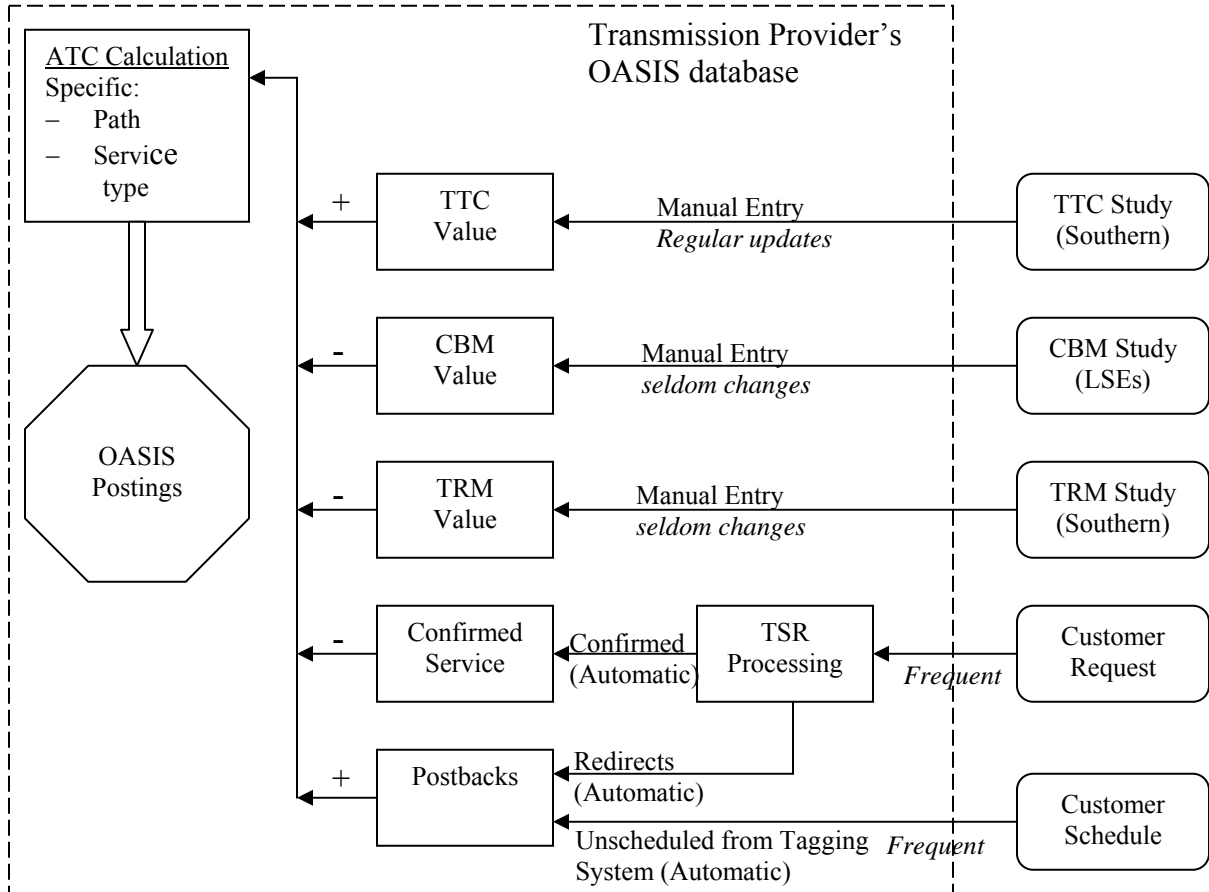 Transmission Provider’s
OASIS database
ATC Calculation
Specific:
– Path
– Service
type
OASIS
Postings
+
TTC
Value
Manual Entry
Regular updates
TTC Study
(Southern)
-
CBM
Value
Manual Entry
seldom changes
CBM Study
(LSEs)
-
TRM
Value
Manual Entry
seldom changes
TRM Study
(Southern)
-
Confirmed
Service
Confirmed
(Automatic)
TSR
Processing
Frequent
Customer
Request
+
Postbacks
Redirects
(Automatic)
Unscheduled from Tagging
System (Automatic)
Frequent
Customer
Schedule